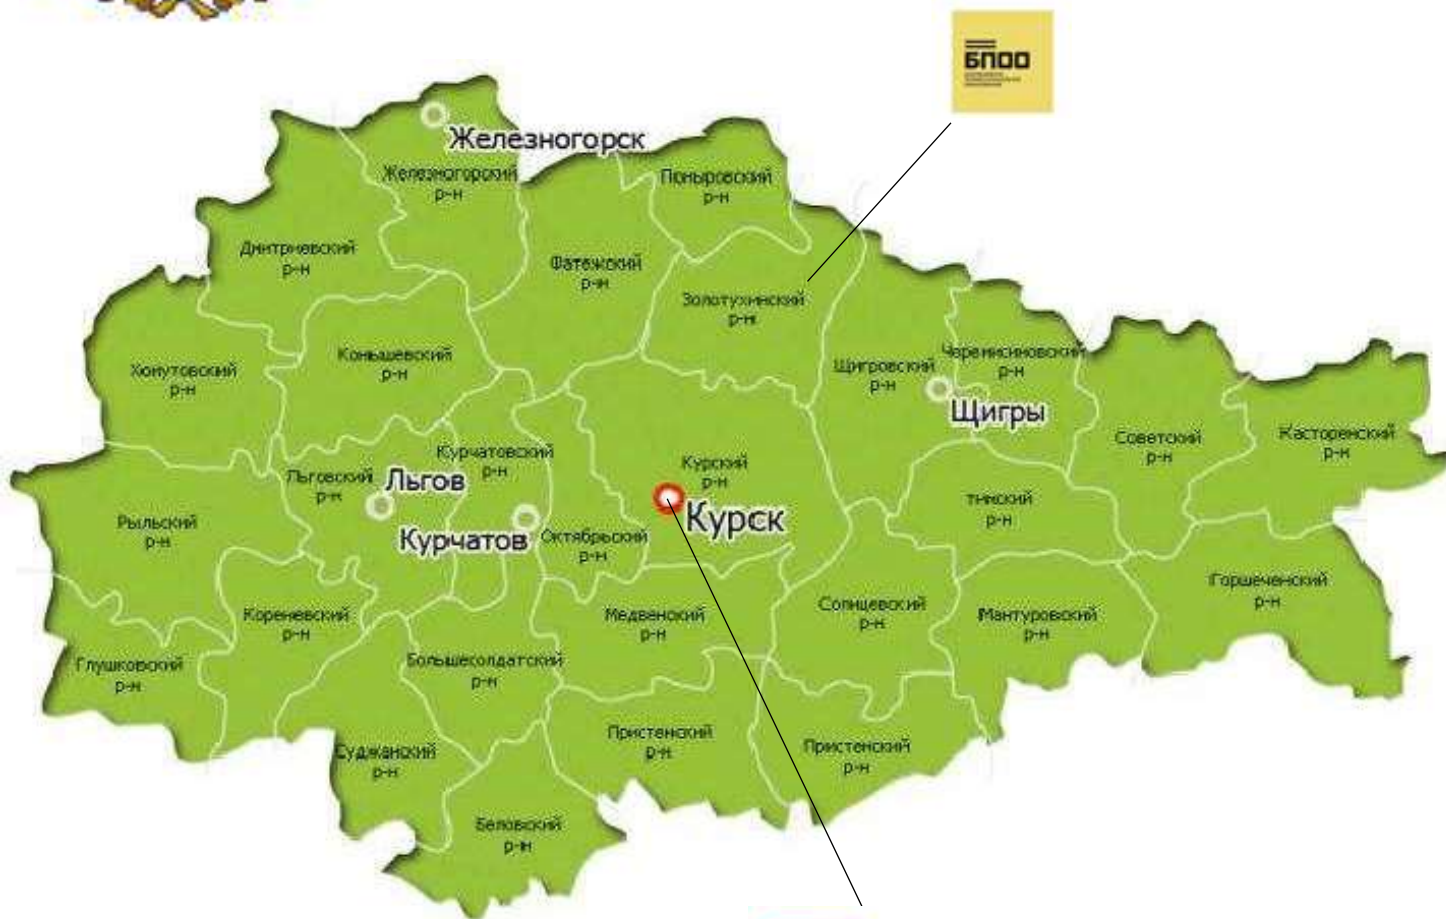 БПОО
Железногорск
Железногорский
р-н
Поныровский
р-н
Дмитриевский
р-н
Фатежский
р-н
Золотухинский
р-н
Хомутовский
р-н
Конышевский
р-н
Щигровский
р-н
Черемисиновский
р-н
Щигры
Советский
р-н
Касторенский
р-н
Льговский
р-н
Льгов
Курчатовский
р-н
Курский
р-н
Курск
Тимский
р-н
Рыльский
р-н
Курчатов
Октябрьский
р-н
Кореневский
р-н
Медвенский
р-н
Солнцевский
р-н
Мантуровский
р-н
Горшеченский
р-н
Глушковский
р-н
Большесолдатский
р-н
Суджанский
р-н
Пристенский
р-н
Пристенский
р-н
Беловский
р-н